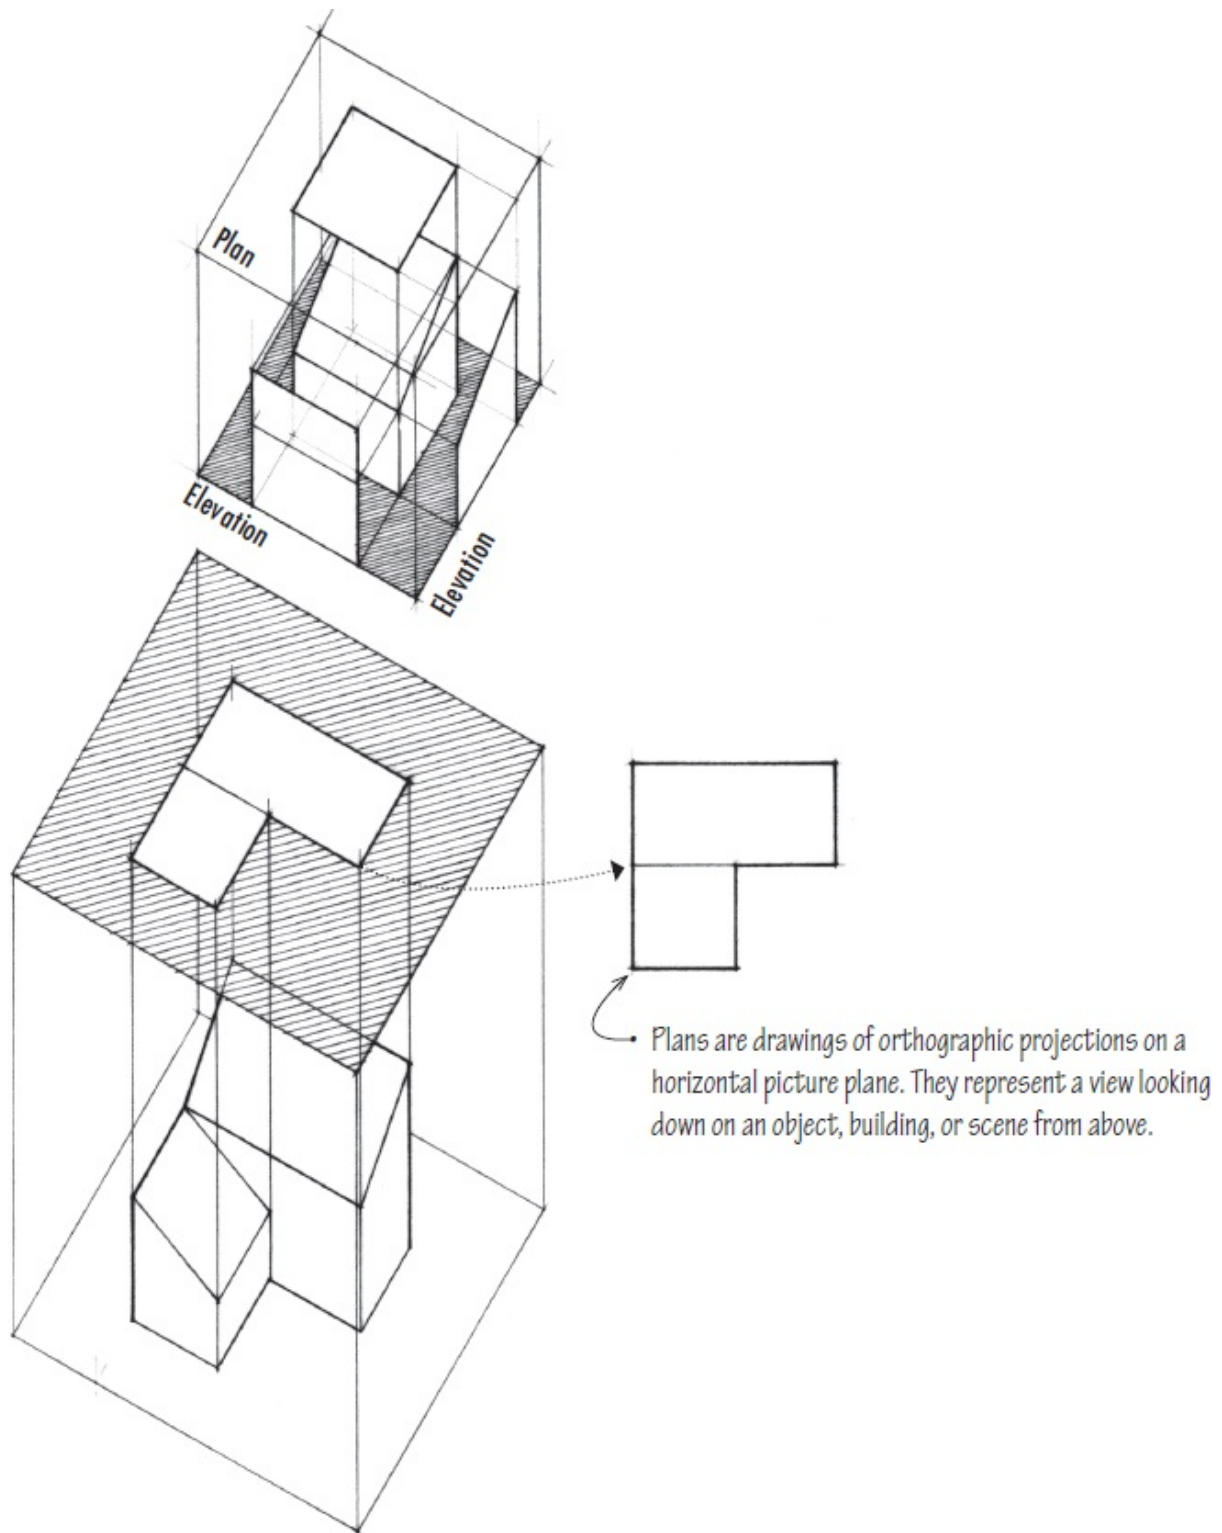 Plan
Elevation
Elevation
Plans are drawings of orthographic projections on a
horizontal picture plane. They represent a view looking
down on an object, building, or scene from above.